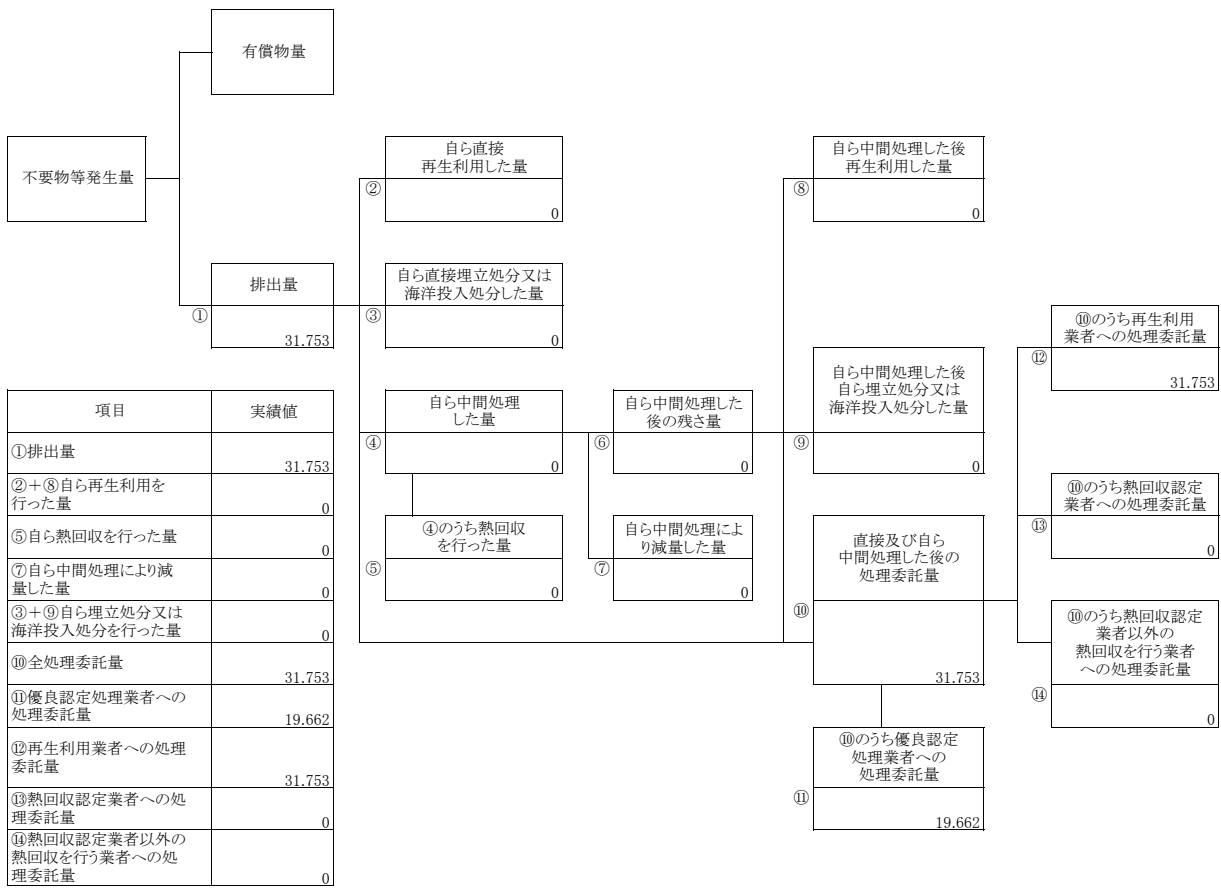 有償物量
不要物等発生量
自ら直接
再生利用した量
②
0
自ら中間処理した後
再生利用した量
⑧
0
排出量
①
31.753
自ら直接埋立処分又は
海洋投入処分した量
③
0
⑩のうち再生利用
業者への処理委託量
⑫
31.753
自ら中間処理
した量
④
0
自ら中間処理した
後の残さ量
⑥
0
自ら中間処理した後
自ら埋立処分又は
海洋投入処分した量
⑨
0
⑩のうち熱回収認定
業者への処理委託量
⑬
0
④のうち熱回収
を行った量
⑤
0
自ら中間処理によ
り減量した量
⑦
0
直接及び自ら
中間処理した後の
処理委託量
⑩
31.753
⑩のうち熱回収認定
業者以外の
熱回収を行う業者
への処理委託量
⑭
0
⑩のうち優良認定
処理業者への
処理委託量
⑪
19.662
項目 実績値
①排出量
31.753
②＋⑧自ら再生利用を
行った量
0
⑤自ら熱回収を行った量
0
⑦自ら中間処理により減
量した量
0
③＋⑨自ら埋立処分又は
海洋投入処分を行った量
0
⑩全処理委託量
31.753
⑪優良認定処理業者への
処理委託量
19.662
⑫再生利用業者への処理
委託量
31.753
⑬熱回収認定業者への処
理委託量
0
⑭熱回収認定業者以外の
熱回収を行う業者への処
理委託量
0